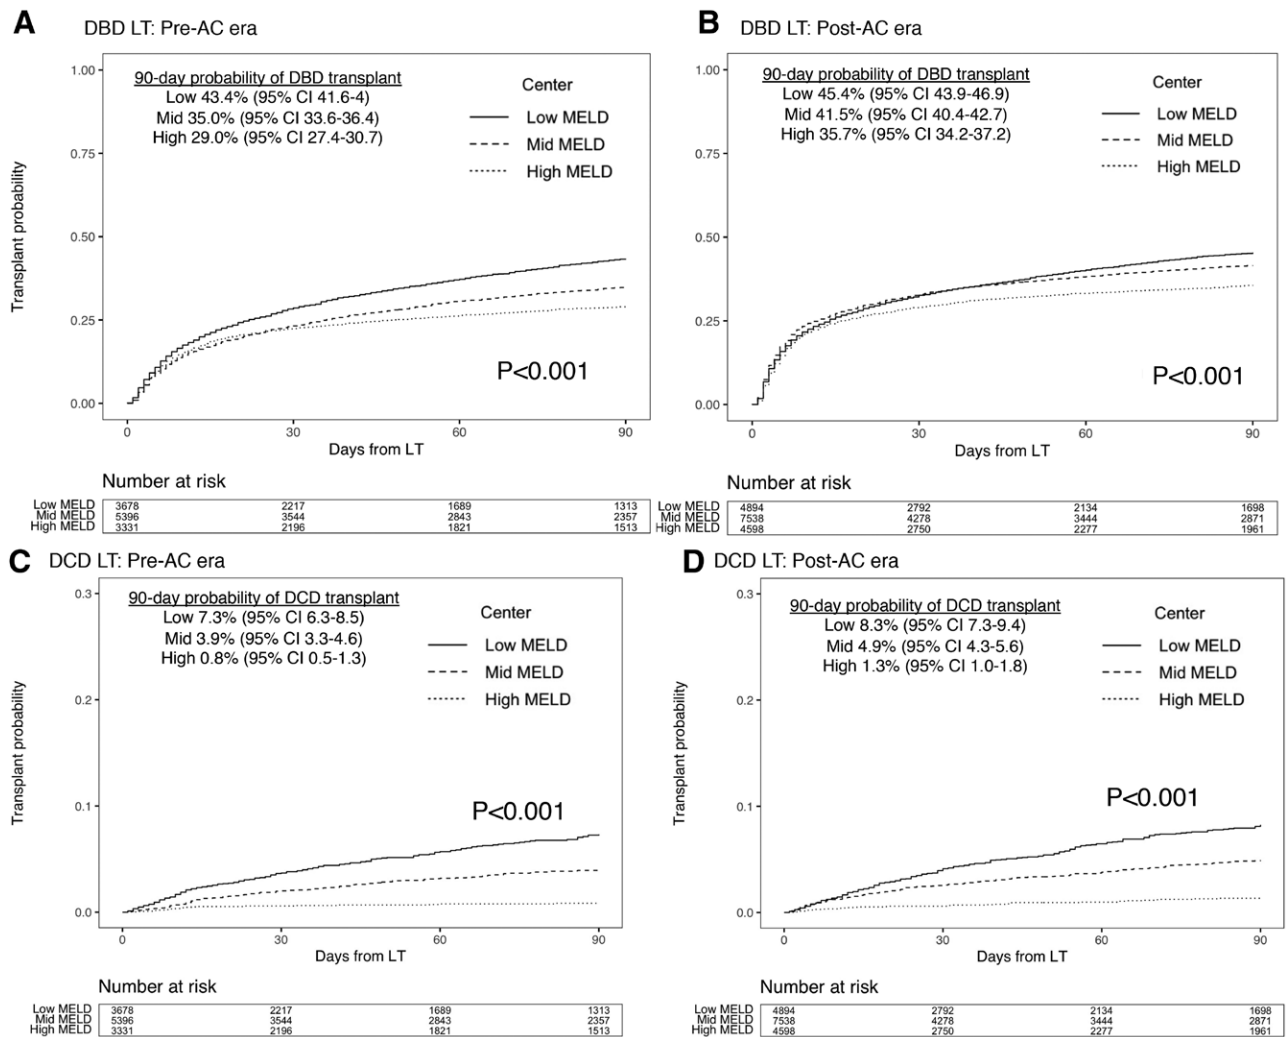 A
DBD LT: Pre-AC era
90-day probability of DBD transplant
Low 43.4% (95% CI 41.6-4)
Mid 35.0% (95% CI 33.6-36.4)
High 29.0% (95% CI 27.4-30.7)
Center
Low MELD
Mid MELD
High MELD
Transplant probability
1.00
0.75
0.50
0.25
0.00
P<0.001
0 30 60 90
Days from LT
Number at risk
Low MELD 3678 2217 1689 1313
Mid MELD 5396 3544 2843 2357
High MELD 3331 2196 1821 1513
B
DBD LT: Post-AC era
90-day probability of DBD transplant
Low 45.4% (95% CI 43.9-46.9)
Mid 41.5% (95% CI 40.4-42.7)
High 35.7% (95% CI 34.2-37.2)
Center
Low MELD
Mid MELD
High MELD
1.00
0.75
0.50
0.25
0.00
P<0.001
0 30 60 90
Days from LT
Number at risk
Low MELD 4894 2792 2134 1698
Mid MELD 7538 4278 3444 2871
High MELD 4598 2750 2277 1961
C
DCD LT: Pre-AC era
90-day probability of DCD transplant
Low 7.3% (95% CI 6.3-8.5)
Mid 3.9% (95% CI 3.3-4.6)
High 0.8% (95% CI 0.5-1.3)
Center
Low MELD
Mid MELD
High MELD
Transplant probability
0.3
0.2
0.1
0.0
P<0.001
0 30 60 90
Days from LT
Number at risk
Low MELD 3678 2217 1689 1313
Mid MELD 5396 3544 2843 2357
High MELD 3331 2196 1821 1513
D
DCD LT: Post-AC era
90-day probability of DCD transplant
Low 8.3% (95% CI 7.3-9.4)
Mid 4.9% (95% CI 4.3-5.6)
High 1.3% (95% CI 1.0-1.8)
Center
Low MELD
Mid MELD
High MELD
Transplant probability
0.3
0.2
0.1
0.0
P<0.001
0 30 60 90
Days from LT
Number at risk
Low MELD 4894 2792 2134 1698
Mid MELD 7538 4278 3444 2871
High MELD 4598 2750 2277 1961